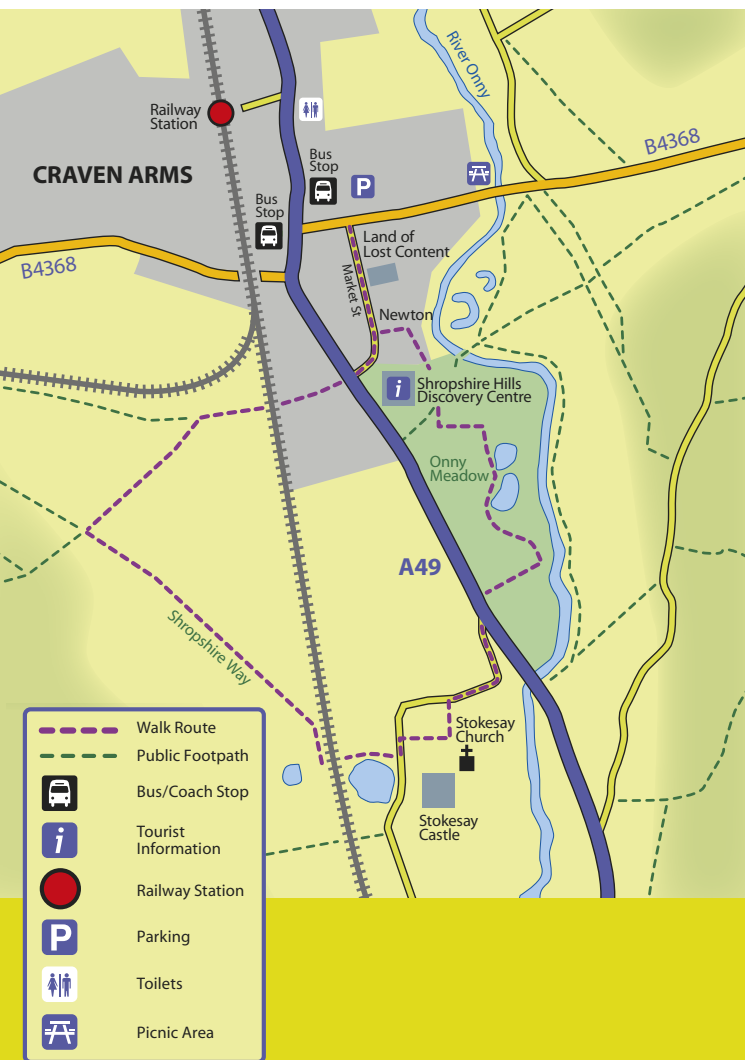 River Onny
Railway
Station
B4368
CRAVEN ARMS
Bus
Stop
P
Bus
Stop
Land of
Lost Content
B4368
Market St
Newton
i
Shropshire Hills
Discovery Centre
Onny
Meadow
A49
Shropshire Way
Stokesay
Church
Stokesay
Castle
Walk Route
Public Footpath
Bus/Coach Stop
i
Tourist
Information
Railway Station
P
Parking
Toilets
Picnic Area